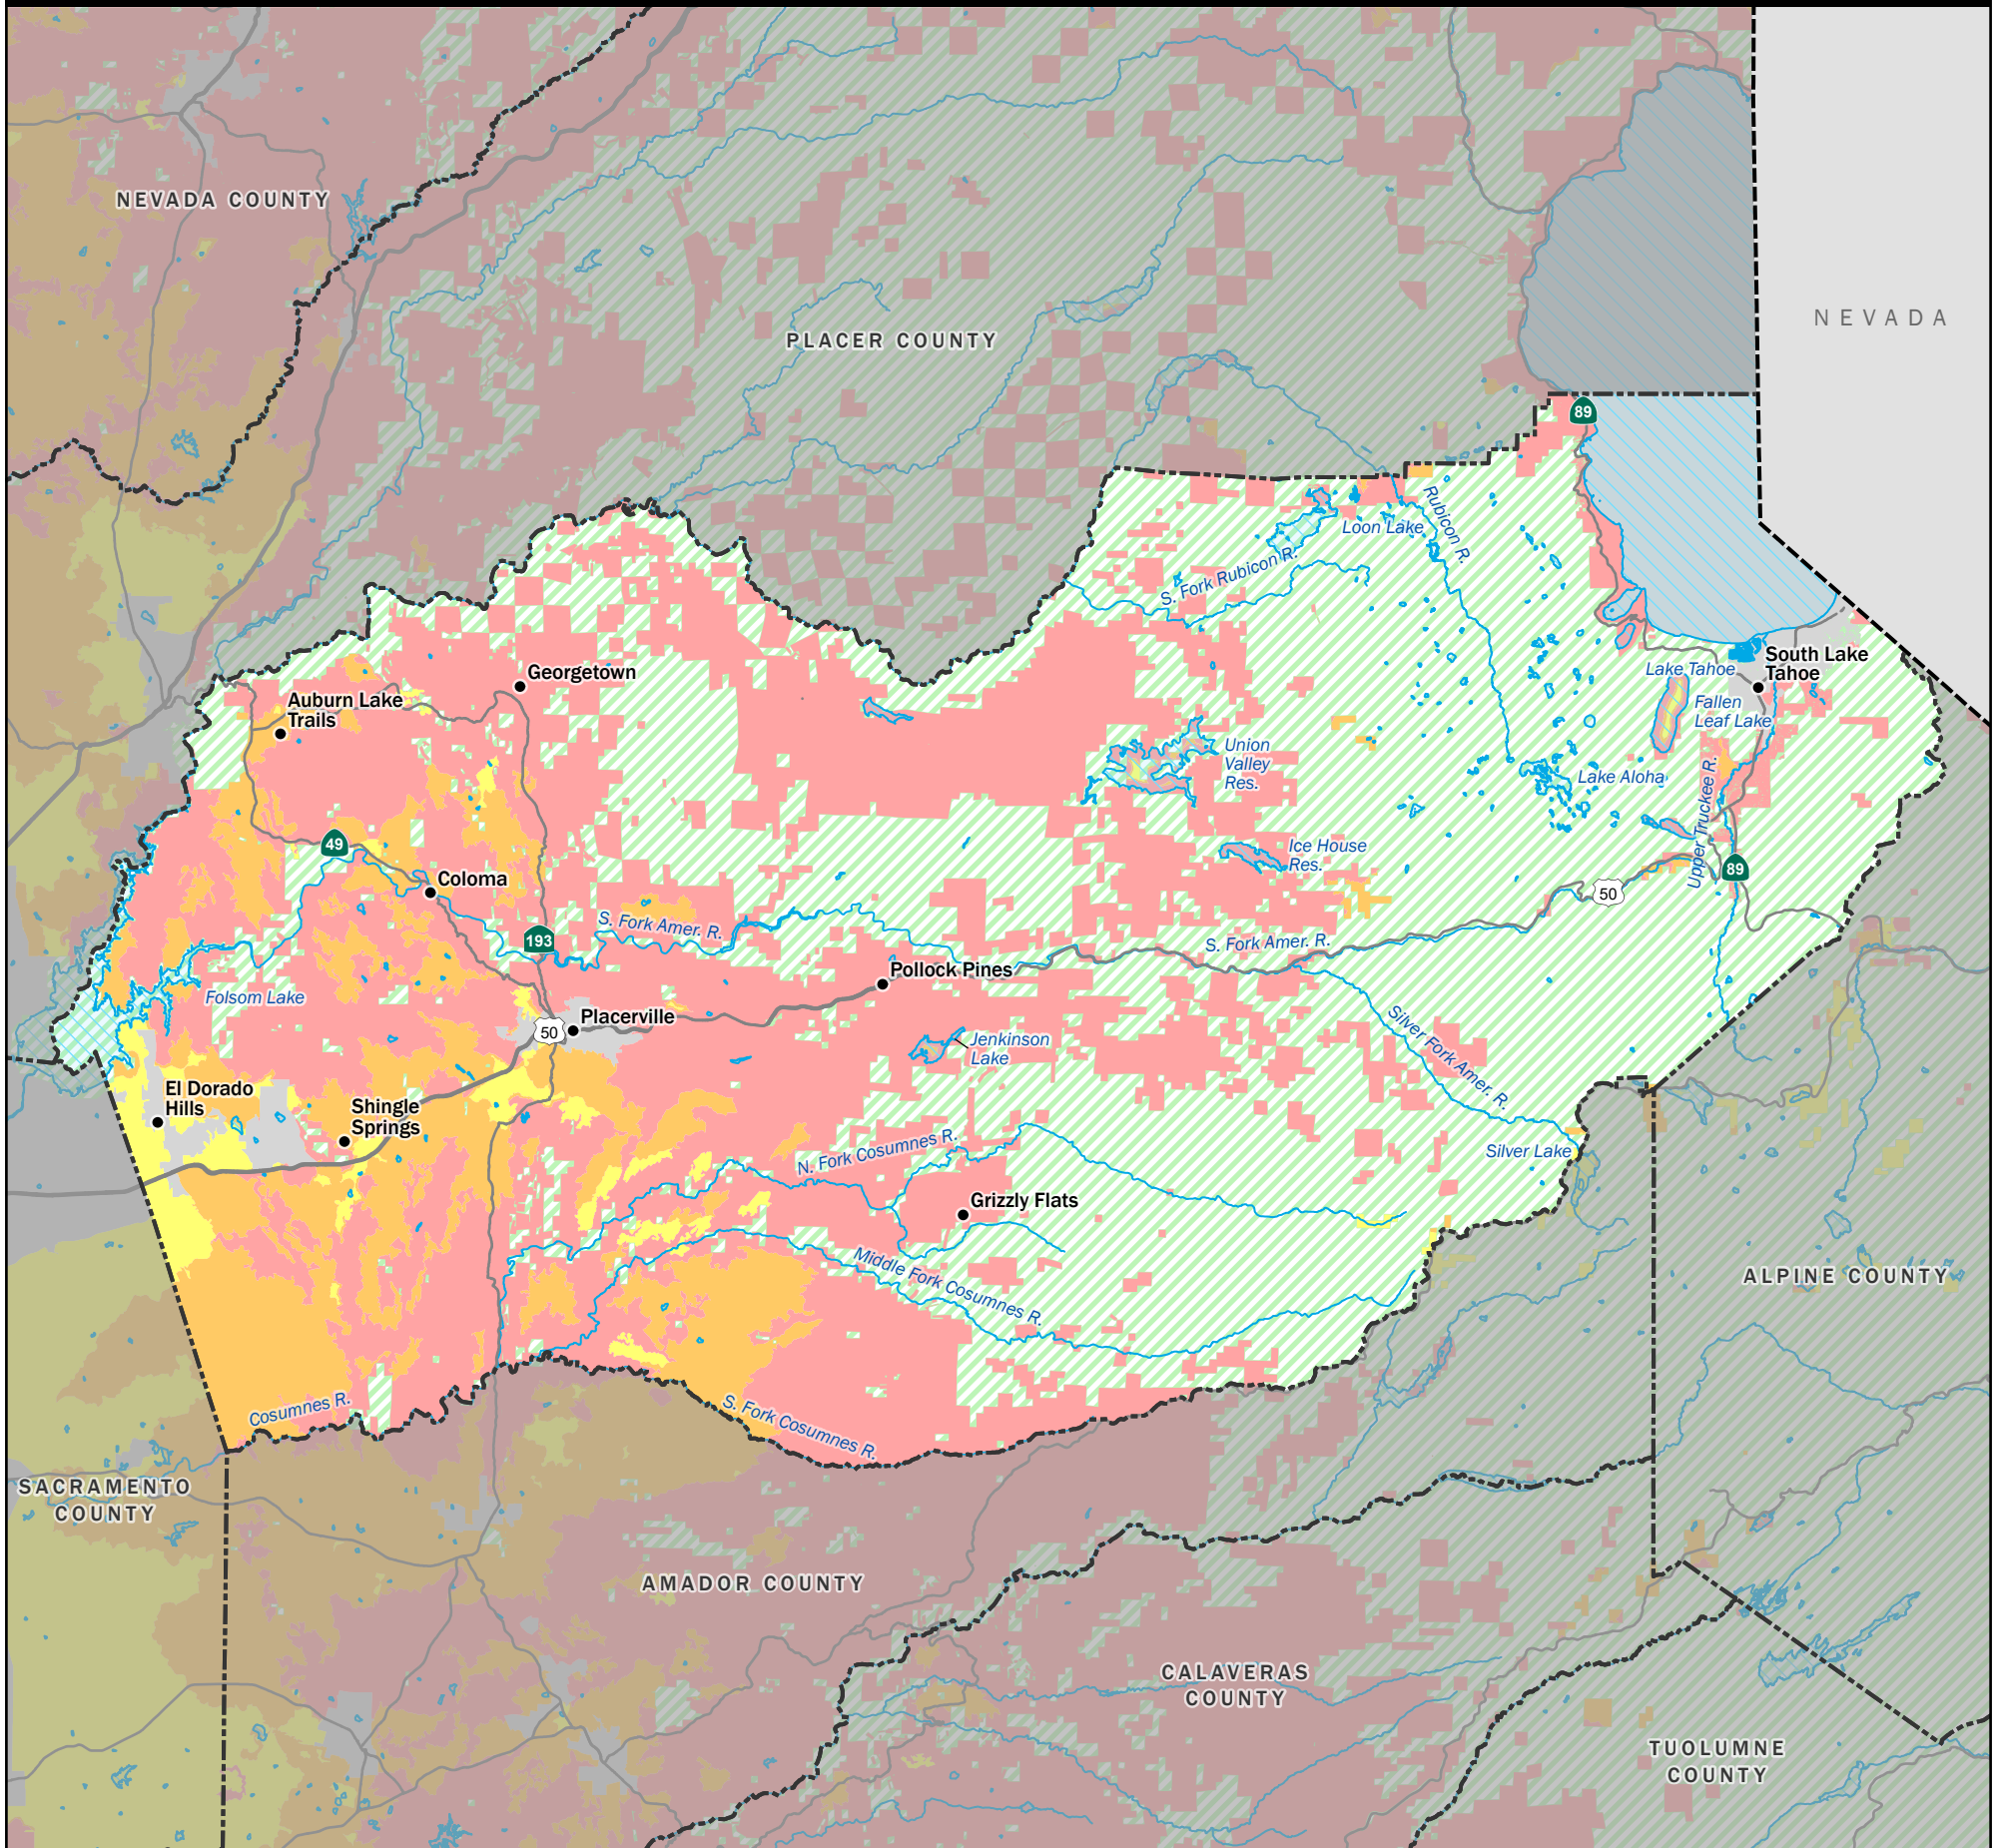 NEVADA COUNTY
NEVADA
PLACER COUNTY
89
Rubicon R.
Loon Lake
S. Fork Rubicon R.
Georgetown
South Lake
Tahoe
Lake Tahoe
Auburn Lake
Trails
Fallen
Leaf Lake
Union
Valley
Res.
Lake Aloha
Upper Truckee R.
49
Ice House
Res.
89
Coloma
50
S. Fork Amer. R.
193
S. Fork Amer. R.
Pollock Pines
Folsom Lake
Placerville
50
Silver Fork Amer. R.
Jenkinson
Lake
El Dorado
Hills
Shingle
Springs
N. Fork Cosumnes R.
Silver Lake
Grizzly Flats
Middle Fork Cosumnes R.
ALPINE COUNTY
Cosumnes R.
S. Fork Cosumnes R.
SACRAMENTO
COUNTY
AMADOR COUNTY
CALAVERAS
COUNTY
TUOLUMNE
COUNTY